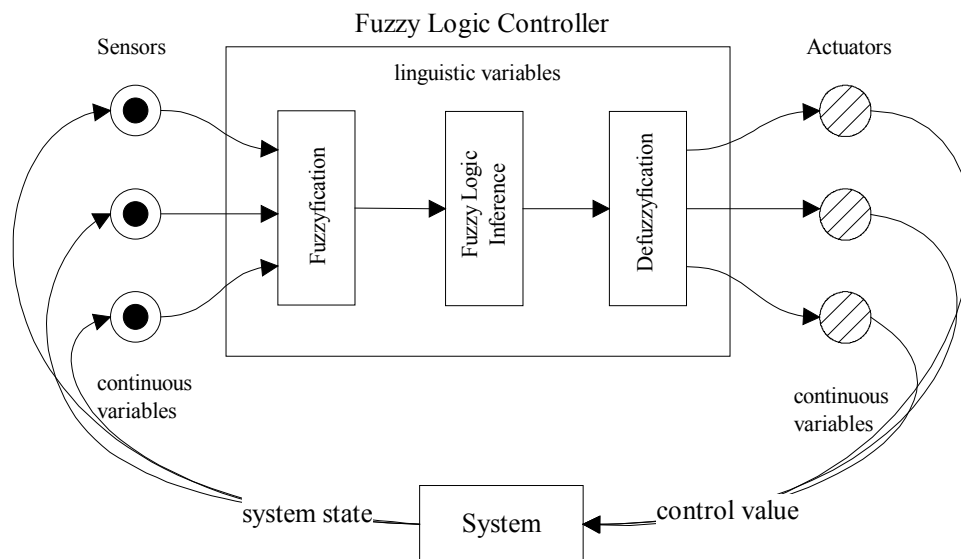 Fuzzy Logic Controller
Sensors
Actuators
linguistic variables
Fuzzyfication
Fuzzy Logic
Inference
Defuzzyfication
continuous
variables
continuous
variables
system state
System
control value